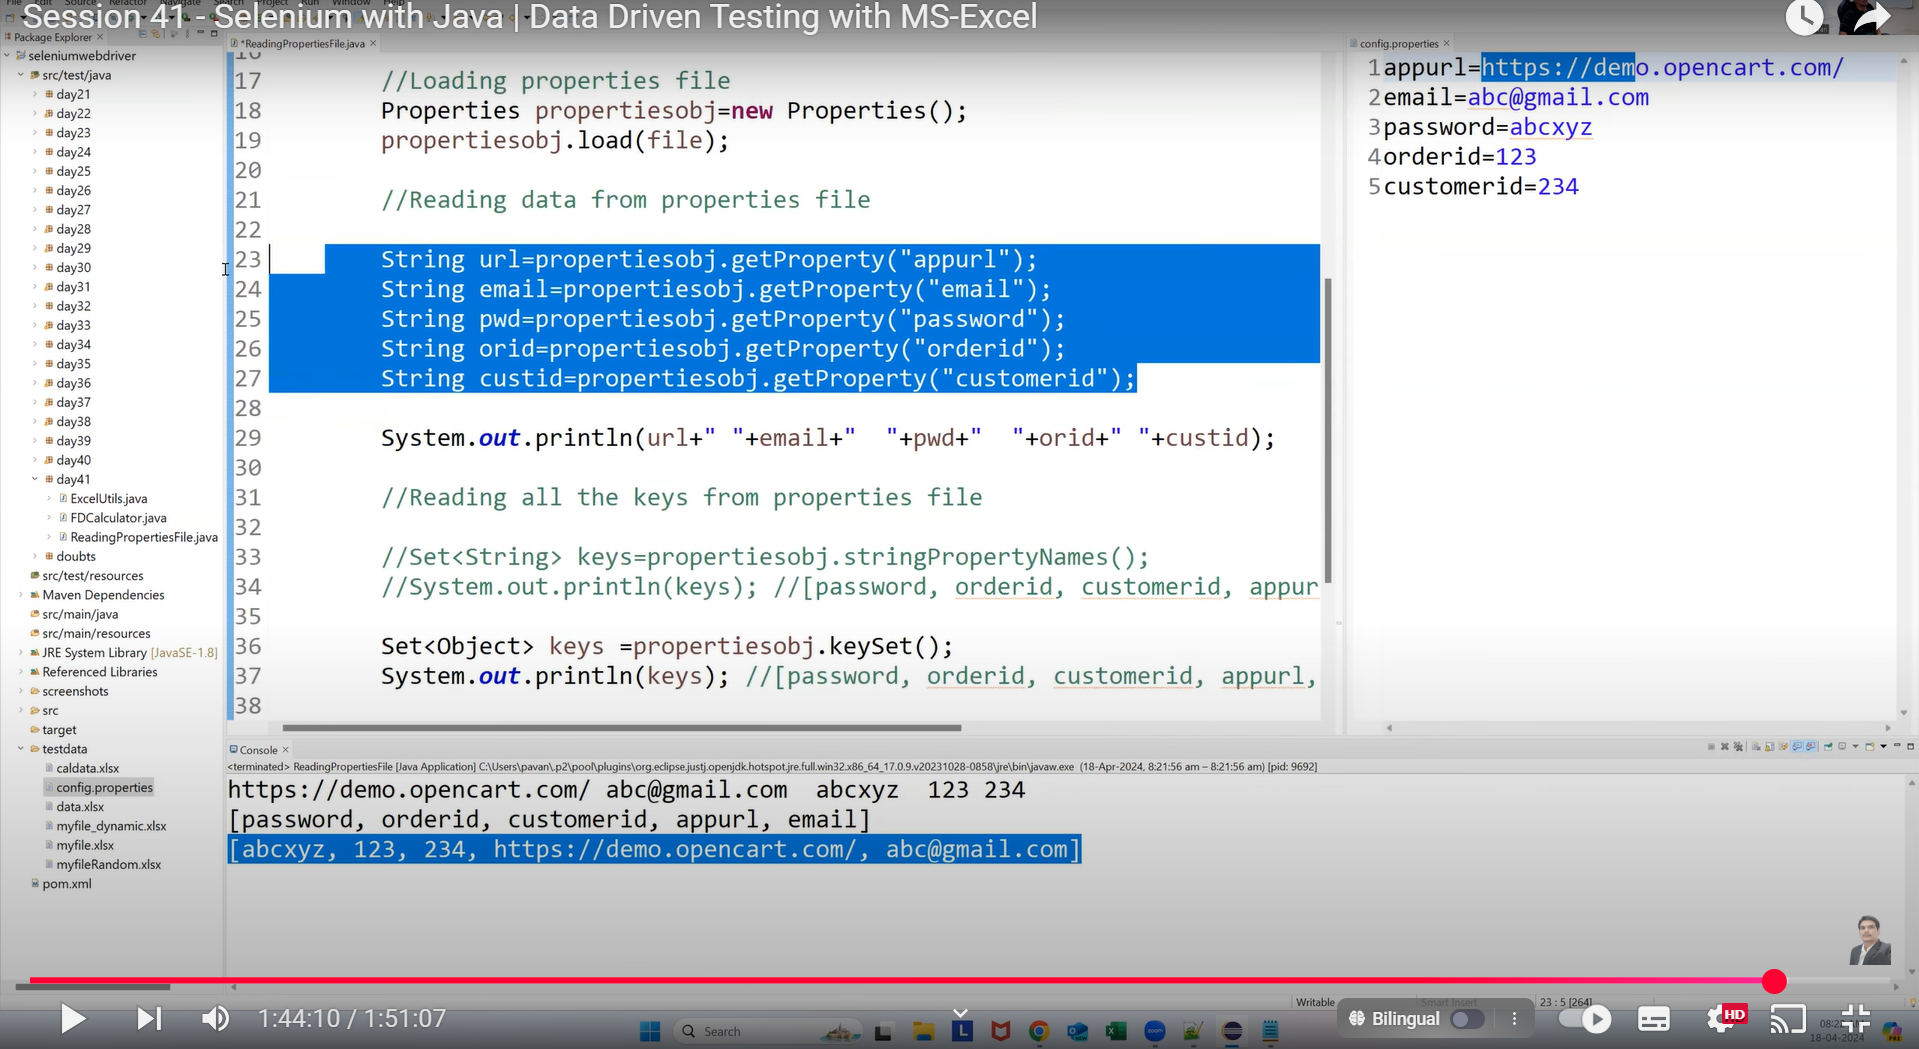 Session 41 - Selenium with Java | Data Driven Testing with MS-Excel
Package Explorer
seleniumwebdriver
src/test/java
day21
day22
day23
day24
day25
day26
day27
day28
day29
day30
day31
day32
day33
day34
day35
day36
day37
day38
day39
day40
day41
ExcelUtils.java
FDCalculator.java
ReadingPropertiesFile.java
doubts
src/test/resources
Maven Dependencies
src/main/java
src/main/resources
JRE System Library [JavaSE-1.8]
Referenced Libraries
screenshots
src
target
testdata
caldata.xlsx
config.properties
data.xlsx
myfile_dynamic.xlsx
myfile.xlsx
myfileRandom.xlsx
pom.xml
*ReadingPropertiesFile.java
16
17 //Loading properties file
18 Properties propertiesobj=new Properties();
19 propertiesobj.load(file);
20
21 //Reading data from properties file
22
23 String url=propertiesobj.getProperty("appurl");
24 String email=propertiesobj.getProperty("email");
25 String pwd=propertiesobj.getProperty("password");
26 String orid=propertiesobj.getProperty("orderid");
27 String custid=propertiesobj.getProperty("customerid");
28
29 System.out.println(url+" "+email+"  "+pwd+"  "+orid+" "+custid);
30
31 //Reading all the keys from properties file
32
33 //Set<String> keys=propertiesobj.stringPropertyNames();
34 //System.out.println(keys); //[password, orderid, customerid, appur
35
36 Set<Object> keys =propertiesobj.keySet();
37 System.out.println(keys); //[password, orderid, customerid, appurl,
38
config.properties
1appurl=https://demo.opencart.com/
2email=abc@gmail.com
3password=abcxyz
4orderid=123
5customerid=234
Console
<terminated> ReadingPropertiesFile [Java Application] C:\Users\pavan\.p2\pool\plugins\org.eclipse.justj.openjdk.hotspot.jre.full.win32.x86_64_17.0.9.v20231028-0858\jre\bin\javaw.exe (18-Apr-2024, 8:21:56 am – 8:21:56 am) [pid: 9692]
https://demo.opencart.com/ abc@gmail.com  abcxyz  123 234
[password, orderid, customerid, appurl, email]
[abcxyz, 123, 234, https://demo.opencart.com/, abc@gmail.com]
Writable
Smart Insert
23 : 5 [264]
1:44:10 / 1:51:07
Search
Bilingual
HD
18-04-2024